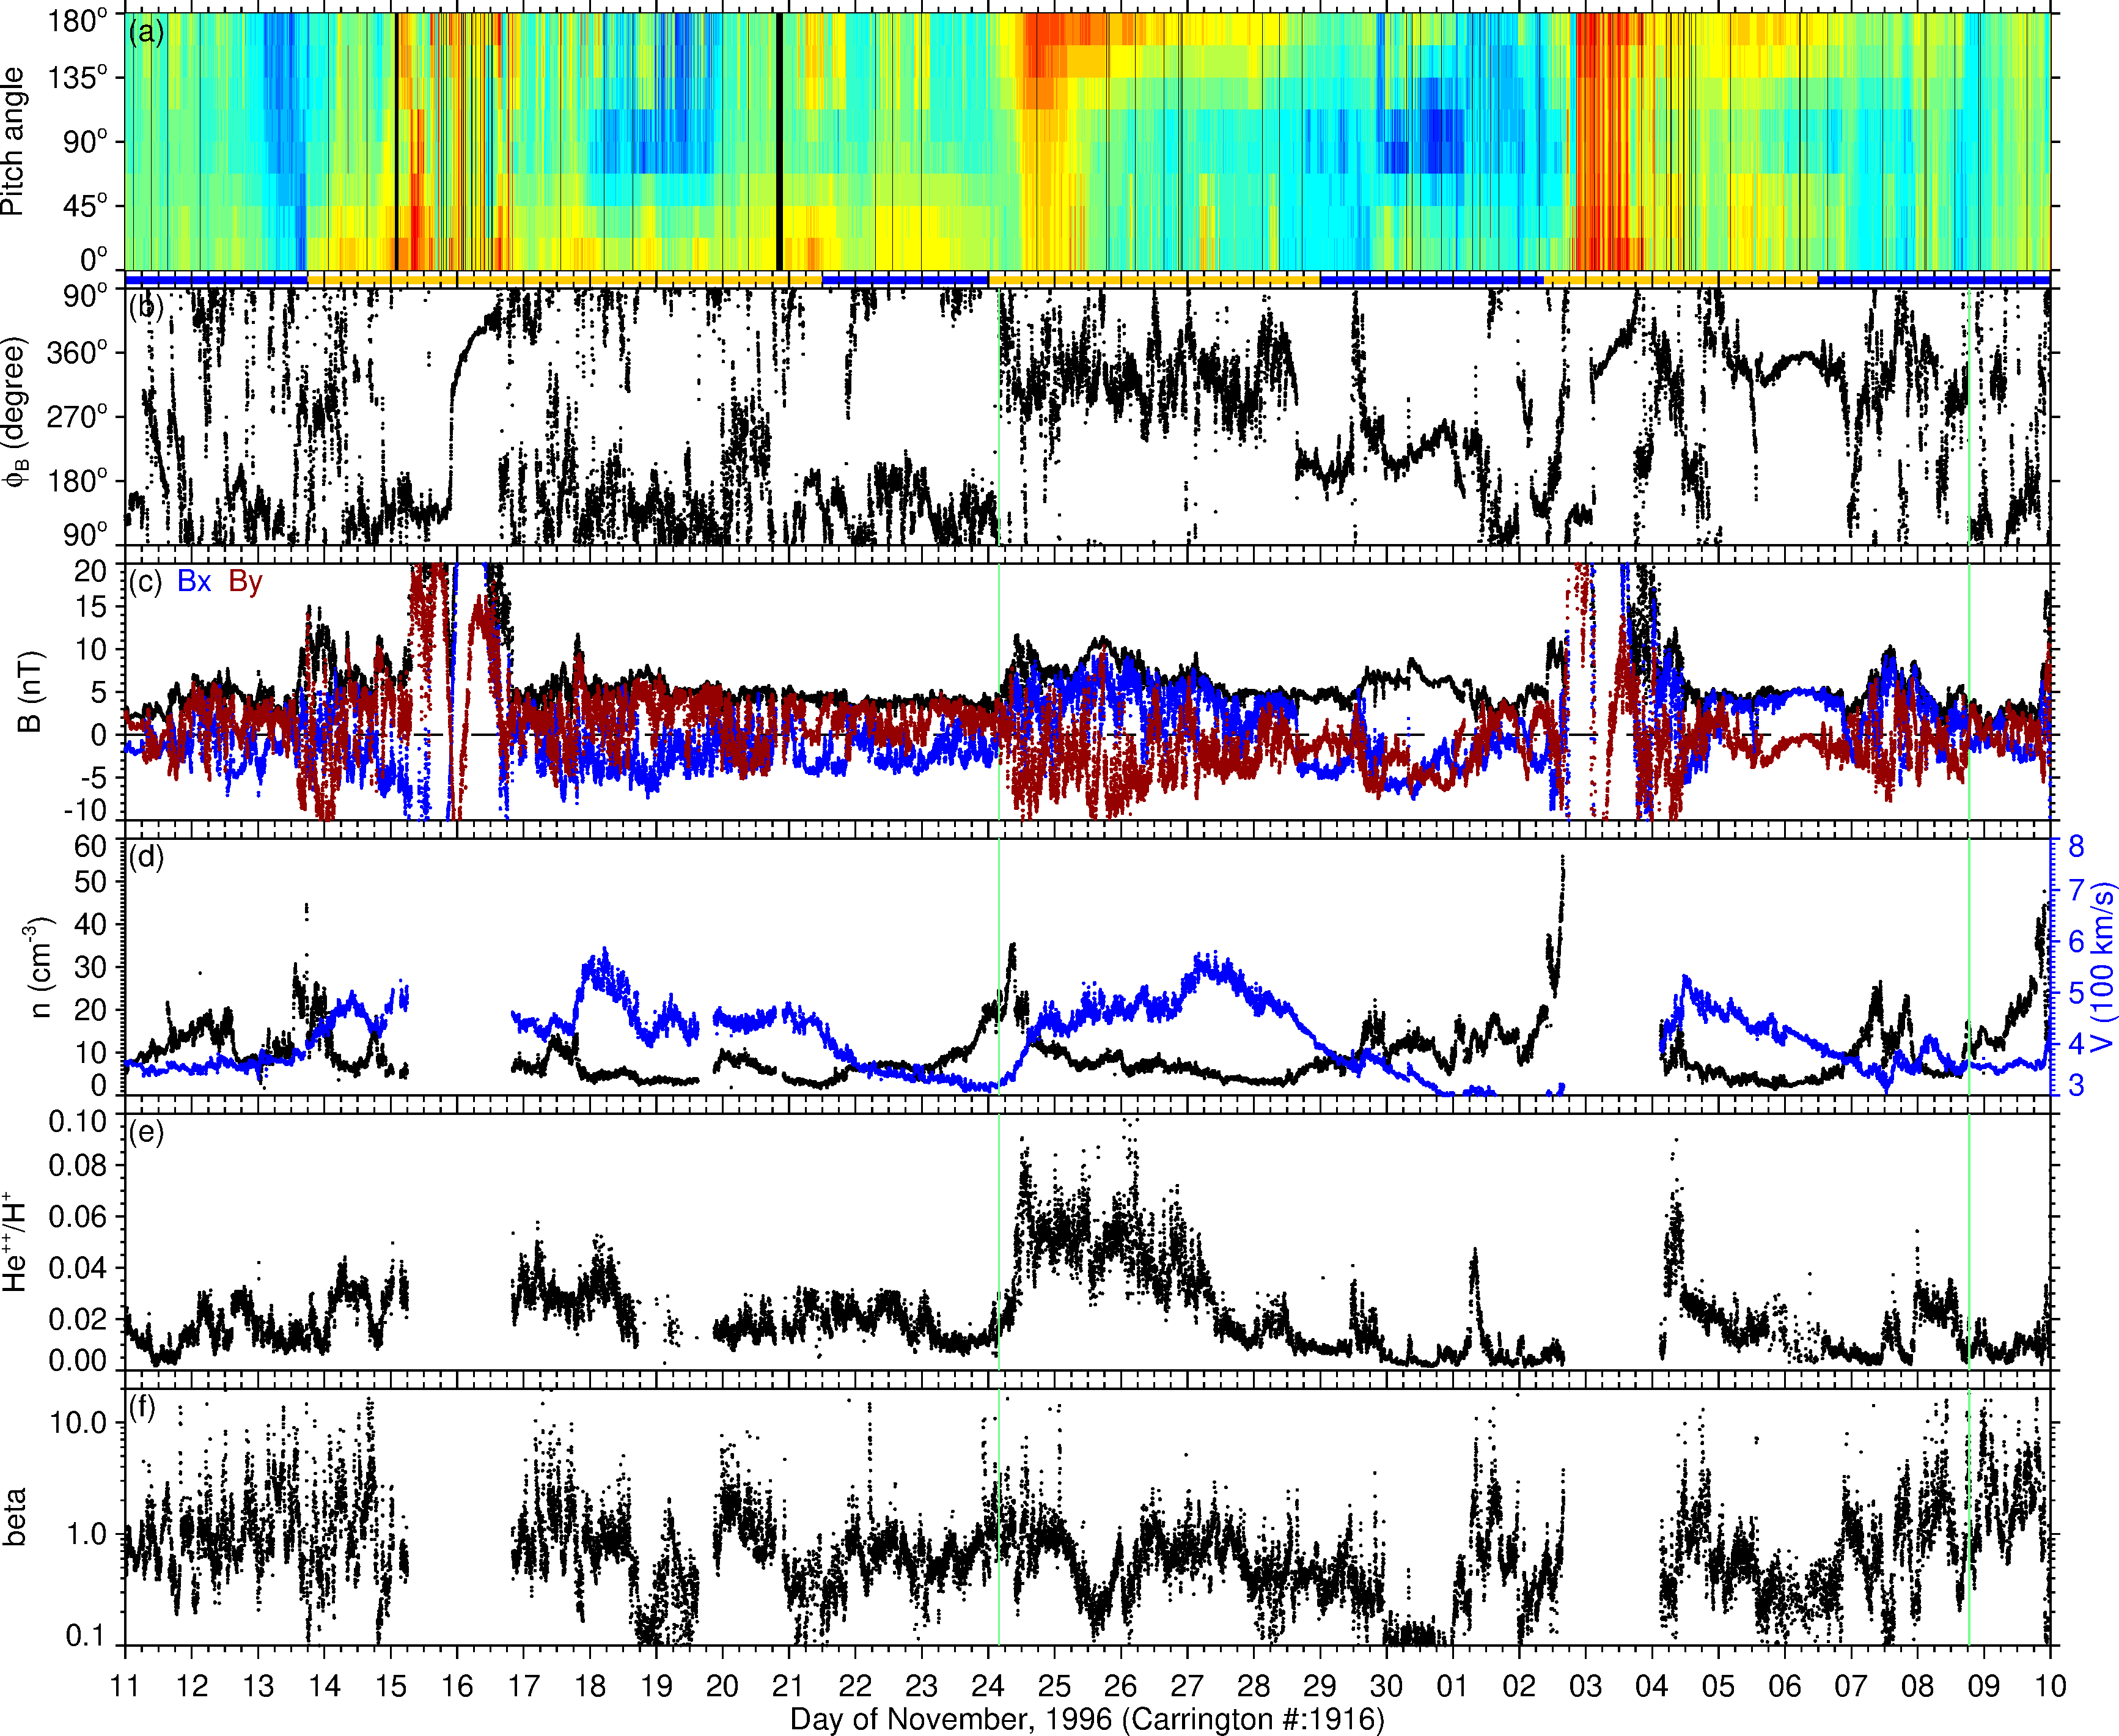 (a)
180°
135°
90°
45°
0°
Pitch angle
(b)
90°
360°
270°
180°
90°
ϕB (degree)
(c) Bx By
20
15
10
5
0
-5
-10
B (nT)
(d)
60
50
40
30
20
10
0
n (cm-3)
8
7
6
5
4
3
V (100 km/s)
(e)
0.10
0.08
0.06
0.04
0.02
0.00
He++/H+
(f)
10.0
1.0
0.1
beta
11 12 13 14 15 16 17 18 19 20 21 22 23 24 25 26 27 28 29 30 01 02 03 04 05 06 07 08 09 10
Day of November, 1996 (Carrington #:1916)